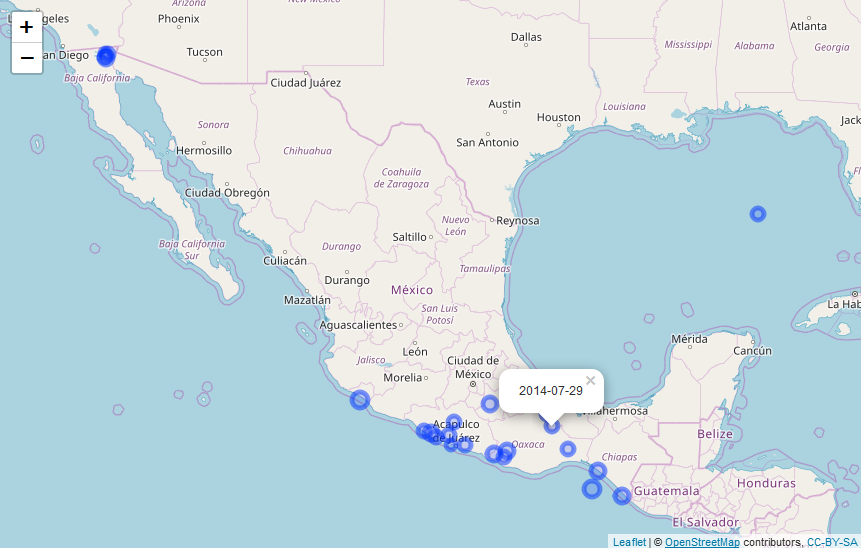 +
−
Los Angeles
Phoenix
Arizona
New Mexico
Dallas
Atlanta
Mississippi
Alabama
Georgia
San Diego
Tucson
Baja California
Ciudad Juárez
Texas
Austin
Louisiana
Houston
Jack
San Antonio
Sonora
Hermosillo
Chihuahua
Coahuila
de Zaragoza
Ciudad Obregón
Nuevo
León
Reynosa
Saltillo
Baja California
Sur
Durango
Culiacán
Tamaulipas
Durango
México
Mazatlán
San Luis
Potosí
La Hab
Aguascalientes
León
Jalisco
Mérida
Cancún
Ciudad de
México
Morelia
2014-07-29
×
Villahermosa
Acapulco
de Juárez
Oaxaca
Chiapas
Belize
Guatemala
Honduras
El Salvador
Leaflet | © OpenStreetMap contributors, CC-BY-SA